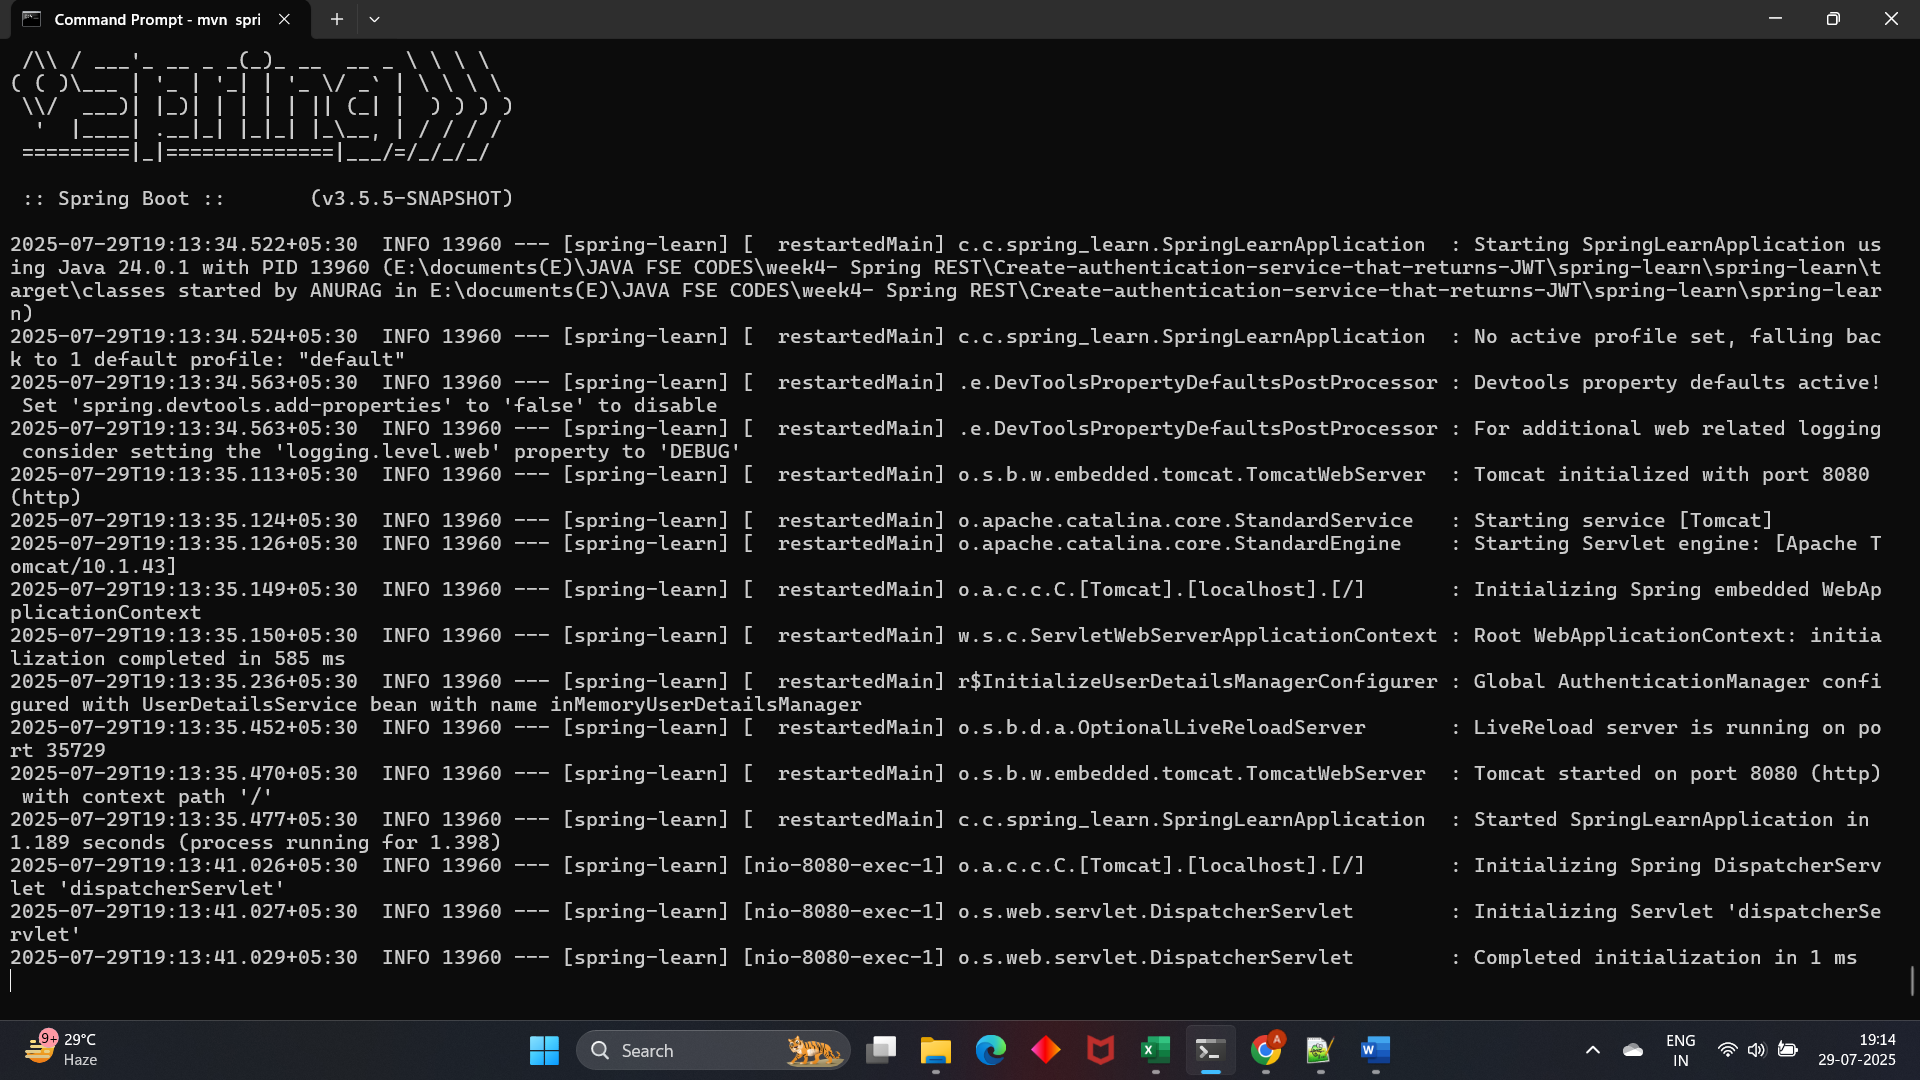 Command Prompt - mvn  spri
 /\\ / ___'_ __ _ _(_)_ __  __ _ \ \ \ \
( ( )\___ | '_ | '_| | '_ \/ _` | \ \ \ \
 \\/  ___)| |_)| | | | | || (_| |  ) ) ) )
  '  |____| .__|_| |_|_| |_\__, | / / / /
 =========|_|==============|___/=/_/_/_/
 :: Spring Boot ::       (v3.5.5-SNAPSHOT)
2025-07-29T19:13:34.522+05:30  INFO 13960 --- [spring-learn] [  restartedMain] c.c.spring_learn.SpringLearnApplication  : Starting SpringLearnApplication us
ing Java 24.0.1 with PID 13960 (E:\documents(E)\JAVA FSE CODES\week4- Spring REST\Create-authentication-service-that-returns-JWT\spring-learn\spring-learn\t
arget\classes started by ANURAG in E:\documents(E)\JAVA FSE CODES\week4- Spring REST\Create-authentication-service-that-returns-JWT\spring-learn\spring-lear
n)
2025-07-29T19:13:34.524+05:30  INFO 13960 --- [spring-learn] [  restartedMain] c.c.spring_learn.SpringLearnApplication  : No active profile set, falling bac
k to 1 default profile: "default"
2025-07-29T19:13:34.563+05:30  INFO 13960 --- [spring-learn] [  restartedMain] .e.DevToolsPropertyDefaultsPostProcessor : Devtools property defaults active!
 Set 'spring.devtools.add-properties' to 'false' to disable
2025-07-29T19:13:34.563+05:30  INFO 13960 --- [spring-learn] [  restartedMain] .e.DevToolsPropertyDefaultsPostProcessor : For additional web related logging
 consider setting the 'logging.level.web' property to 'DEBUG'
2025-07-29T19:13:35.113+05:30  INFO 13960 --- [spring-learn] [  restartedMain] o.s.b.w.embedded.tomcat.TomcatWebServer  : Tomcat initialized with port 8080
(http)
2025-07-29T19:13:35.124+05:30  INFO 13960 --- [spring-learn] [  restartedMain] o.apache.catalina.core.StandardService   : Starting service [Tomcat]
2025-07-29T19:13:35.126+05:30  INFO 13960 --- [spring-learn] [  restartedMain] o.apache.catalina.core.StandardEngine    : Starting Servlet engine: [Apache T
omcat/10.1.43]
2025-07-29T19:13:35.149+05:30  INFO 13960 --- [spring-learn] [  restartedMain] o.a.c.c.C.[Tomcat].[localhost].[/]       : Initializing Spring embedded WebAp
plicationContext
2025-07-29T19:13:35.150+05:30  INFO 13960 --- [spring-learn] [  restartedMain] w.s.c.ServletWebServerApplicationContext : Root WebApplicationContext: initia
lization completed in 585 ms
2025-07-29T19:13:35.236+05:30  INFO 13960 --- [spring-learn] [  restartedMain] r$InitializeUserDetailsManagerConfigurer : Global AuthenticationManager confi
gured with UserDetailsService bean with name inMemoryUserDetailsManager
2025-07-29T19:13:35.452+05:30  INFO 13960 --- [spring-learn] [  restartedMain] o.s.b.d.a.OptionalLiveReloadServer       : LiveReload server is running on po
rt 35729
2025-07-29T19:13:35.470+05:30  INFO 13960 --- [spring-learn] [  restartedMain] o.s.b.w.embedded.tomcat.TomcatWebServer  : Tomcat started on port 8080 (http)
 with context path '/'
2025-07-29T19:13:35.477+05:30  INFO 13960 --- [spring-learn] [  restartedMain] c.c.spring_learn.SpringLearnApplication  : Started SpringLearnApplication in
1.189 seconds (process running for 1.398)
2025-07-29T19:13:41.026+05:30  INFO 13960 --- [spring-learn] [nio-8080-exec-1] o.a.c.c.C.[Tomcat].[localhost].[/]       : Initializing Spring DispatcherServ
let 'dispatcherServlet'
2025-07-29T19:13:41.027+05:30  INFO 13960 --- [spring-learn] [nio-8080-exec-1] o.s.web.servlet.DispatcherServlet        : Initializing Servlet 'dispatcherSe
rvlet'
2025-07-29T19:13:41.029+05:30  INFO 13960 --- [spring-learn] [nio-8080-exec-1] o.s.web.servlet.DispatcherServlet        : Completed initialization in 1 ms
9+
29°C
Haze
Search
X
A
W
ENG
IN
19:14
29-07-2025